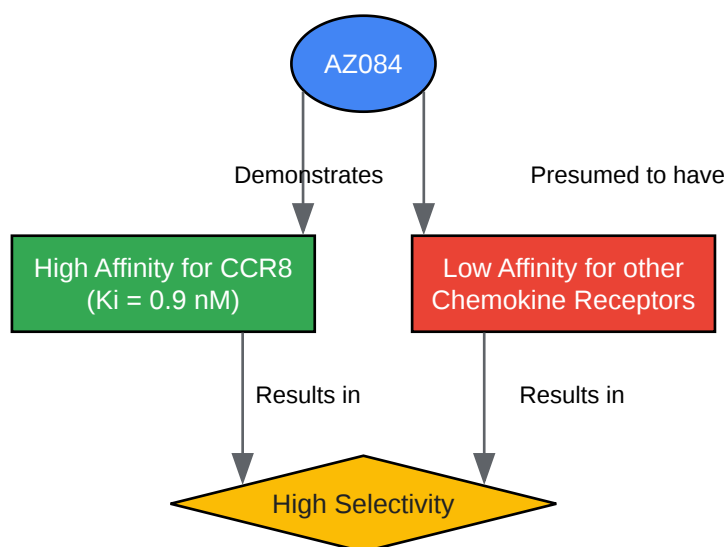 AZ084
Demonstrates
Presumed to have
High Affinity for CCR8
(Ki = 0.9 nM)
Low Affinity for other
Chemokine Receptors
Results in
Results in
High Selectivity